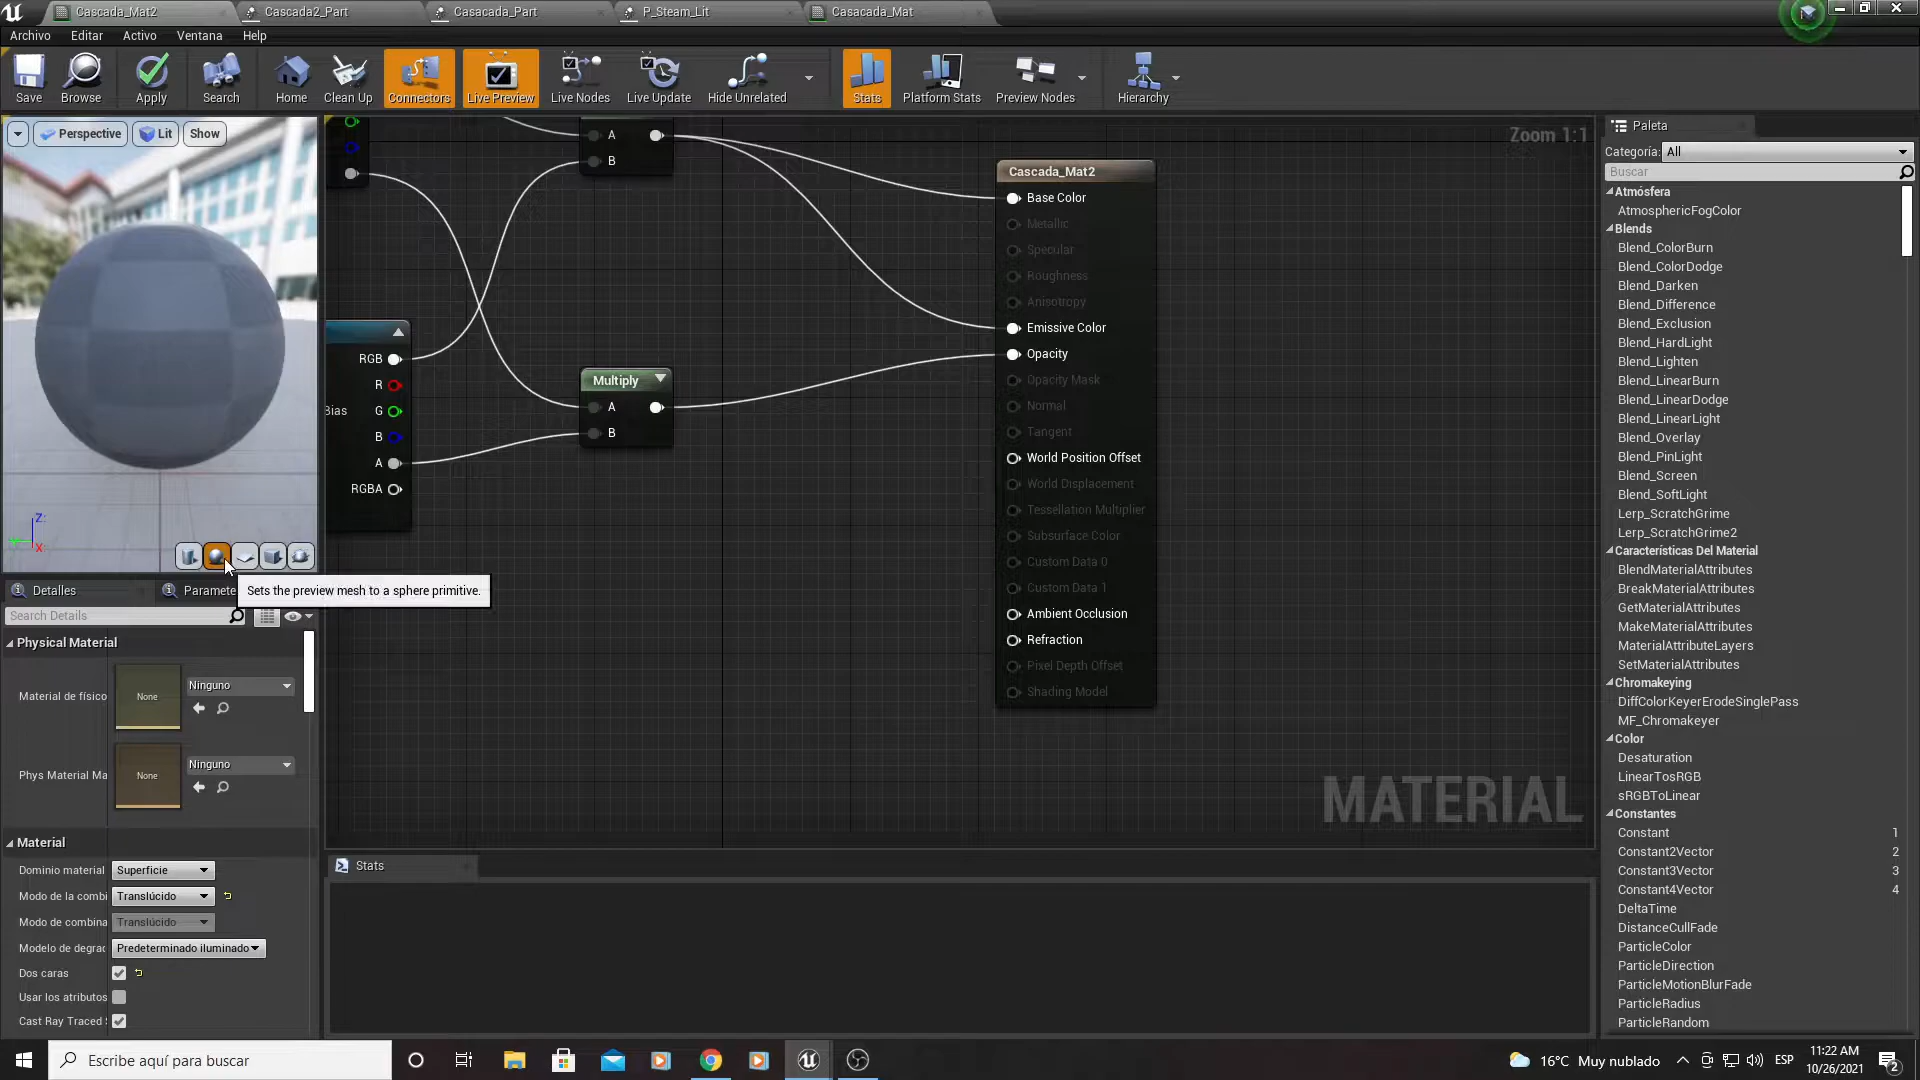 Cascada_Mat2
Cascada2_Part
Casacada_Part
P_Steam_Lit
Casacada_Mat
Archivo
Editar
Activo
Ventana
Help
Save
Browse
Apply
Search
Home
Clean Up
Connectors
Live Preview
Live Nodes
Live Update
Hide Unrelated
Stats
Platform Stats
Preview Nodes
Hierarchy
Perspective
Lit
Show
Z
X
Sets the preview mesh to a sphere primitive.
Detalles
Paramete
Search Details
Physical Material
Material de físico
None
Ninguno
Phys Material Ma
None
Ninguno
Material
Dominio material
Superficie
Modo de la combi
Translúcido
Modo de combina
Translúcido
Modelo de degrac
Predeterminado iluminado
Dos caras
Usar los atributos
Cast Ray Traced S
A
B
RGB
R
G
B
A
RGBA
Bias
Multiply
A
B
Zoom 1:1
Cascada_Mat2
Base Color
Metallic
Specular
Roughness
Anisotropy
Emissive Color
Opacity
Opacity Mask
Normal
Tangent
World Position Offset
World Displacement
Tessellation Multiplier
Subsurface Color
Custom Data 0
Custom Data 1
Ambient Occlusion
Refraction
Pixel Depth Offset
Shading Model
MATERIAL
Stats
Paleta
Categoría:
All
Buscar
Atmósfera
AtmosphericFogColor
Blends
Blend_ColorBurn
Blend_ColorDodge
Blend_Darken
Blend_Difference
Blend_Exclusion
Blend_HardLight
Blend_Lighten
Blend_LinearBurn
Blend_LinearDodge
Blend_LinearLight
Blend_Overlay
Blend_PinLight
Blend_Screen
Blend_SoftLight
Lerp_ScratchGrime
Lerp_ScratchGrime2
Características Del Material
BlendMaterialAttributes
BreakMaterialAttributes
GetMaterialAttributes
MakeMaterialAttributes
MaterialAttributeLayers
SetMaterialAttributes
Chromakeying
DiffColorKeyerErodeSinglePass
MF_Chromakeyer
Color
Desaturation
LinearTosRGB
sRGBToLinear
Constantes
Constant 1
Constant2Vector 2
Constant3Vector 3
Constant4Vector 4
DeltaTime
DistanceCullFade
ParticleColor
ParticleDirection
ParticleMotionBlurFade
ParticleRadius
ParticleRandom
Escribe aquí para buscar
16°C Muy nublado
ESP
11:22 AM
10/26/2021
2